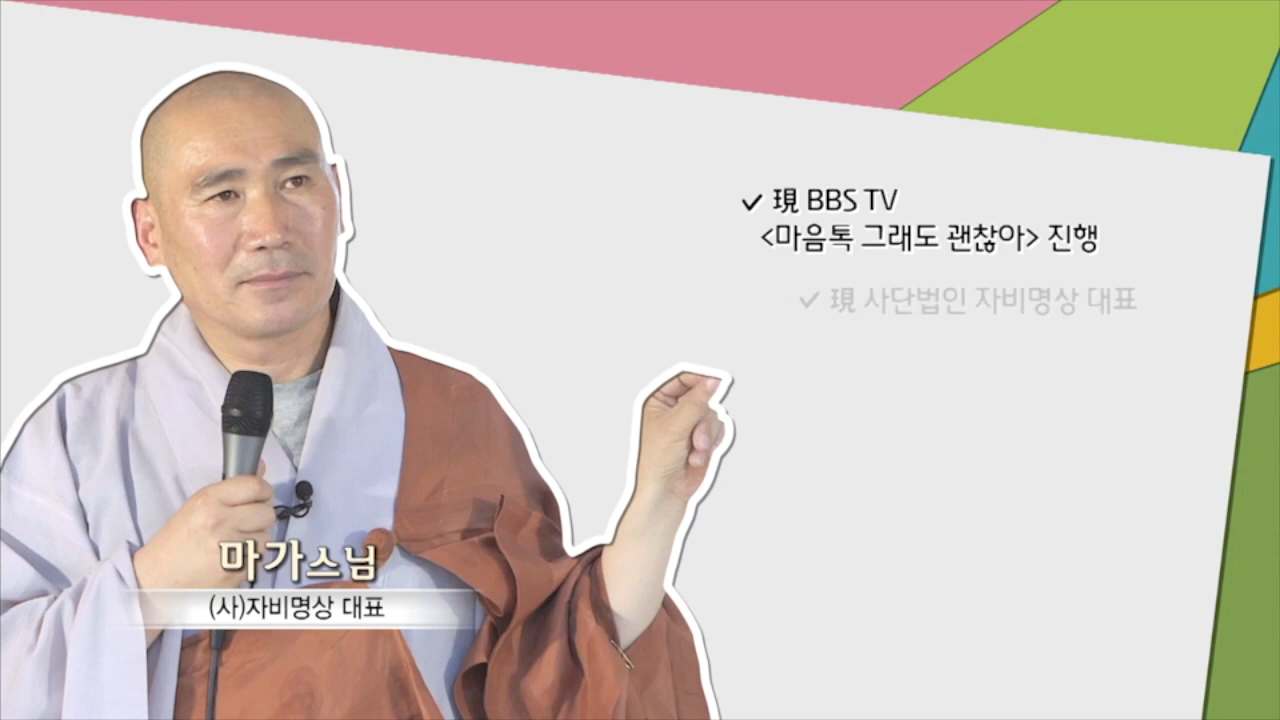 ✓ 現 BBS TV
<마음톡 그래도 괜찮아> 진행
✓ 現 사단법인 자비명상 대표
마가스님
(사)자비명상 대표